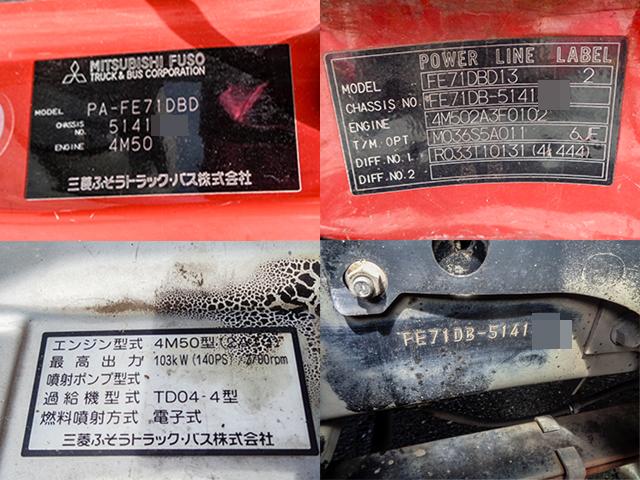 MITSUBISHI FUSO
TRUCK & BUS CORPORATION
MODEL PA-FE71DBD
CHASSIS NO. 5141
ENGINE 4M50
三菱ふそうトラック・バス株式会社
POWER LINE LABEL
MODEL FE71DBD13 2
CHASSIS NO. FE71DB-5141
ENGINE 4M502A3F0102
T/M. OPT M036S5A011 6JF
DIFF.NO.1 R033T10131 (4.444)
DIFF.NO.2
エンジン型式 4M50型
最高出力 103kW (140PS) / 2700rpm
噴射ポンプ型式
過給機型式 TD04-4型
燃料噴射方式 電子式
三菱ふそうトラック・バス株式会社
FE71DB-5141